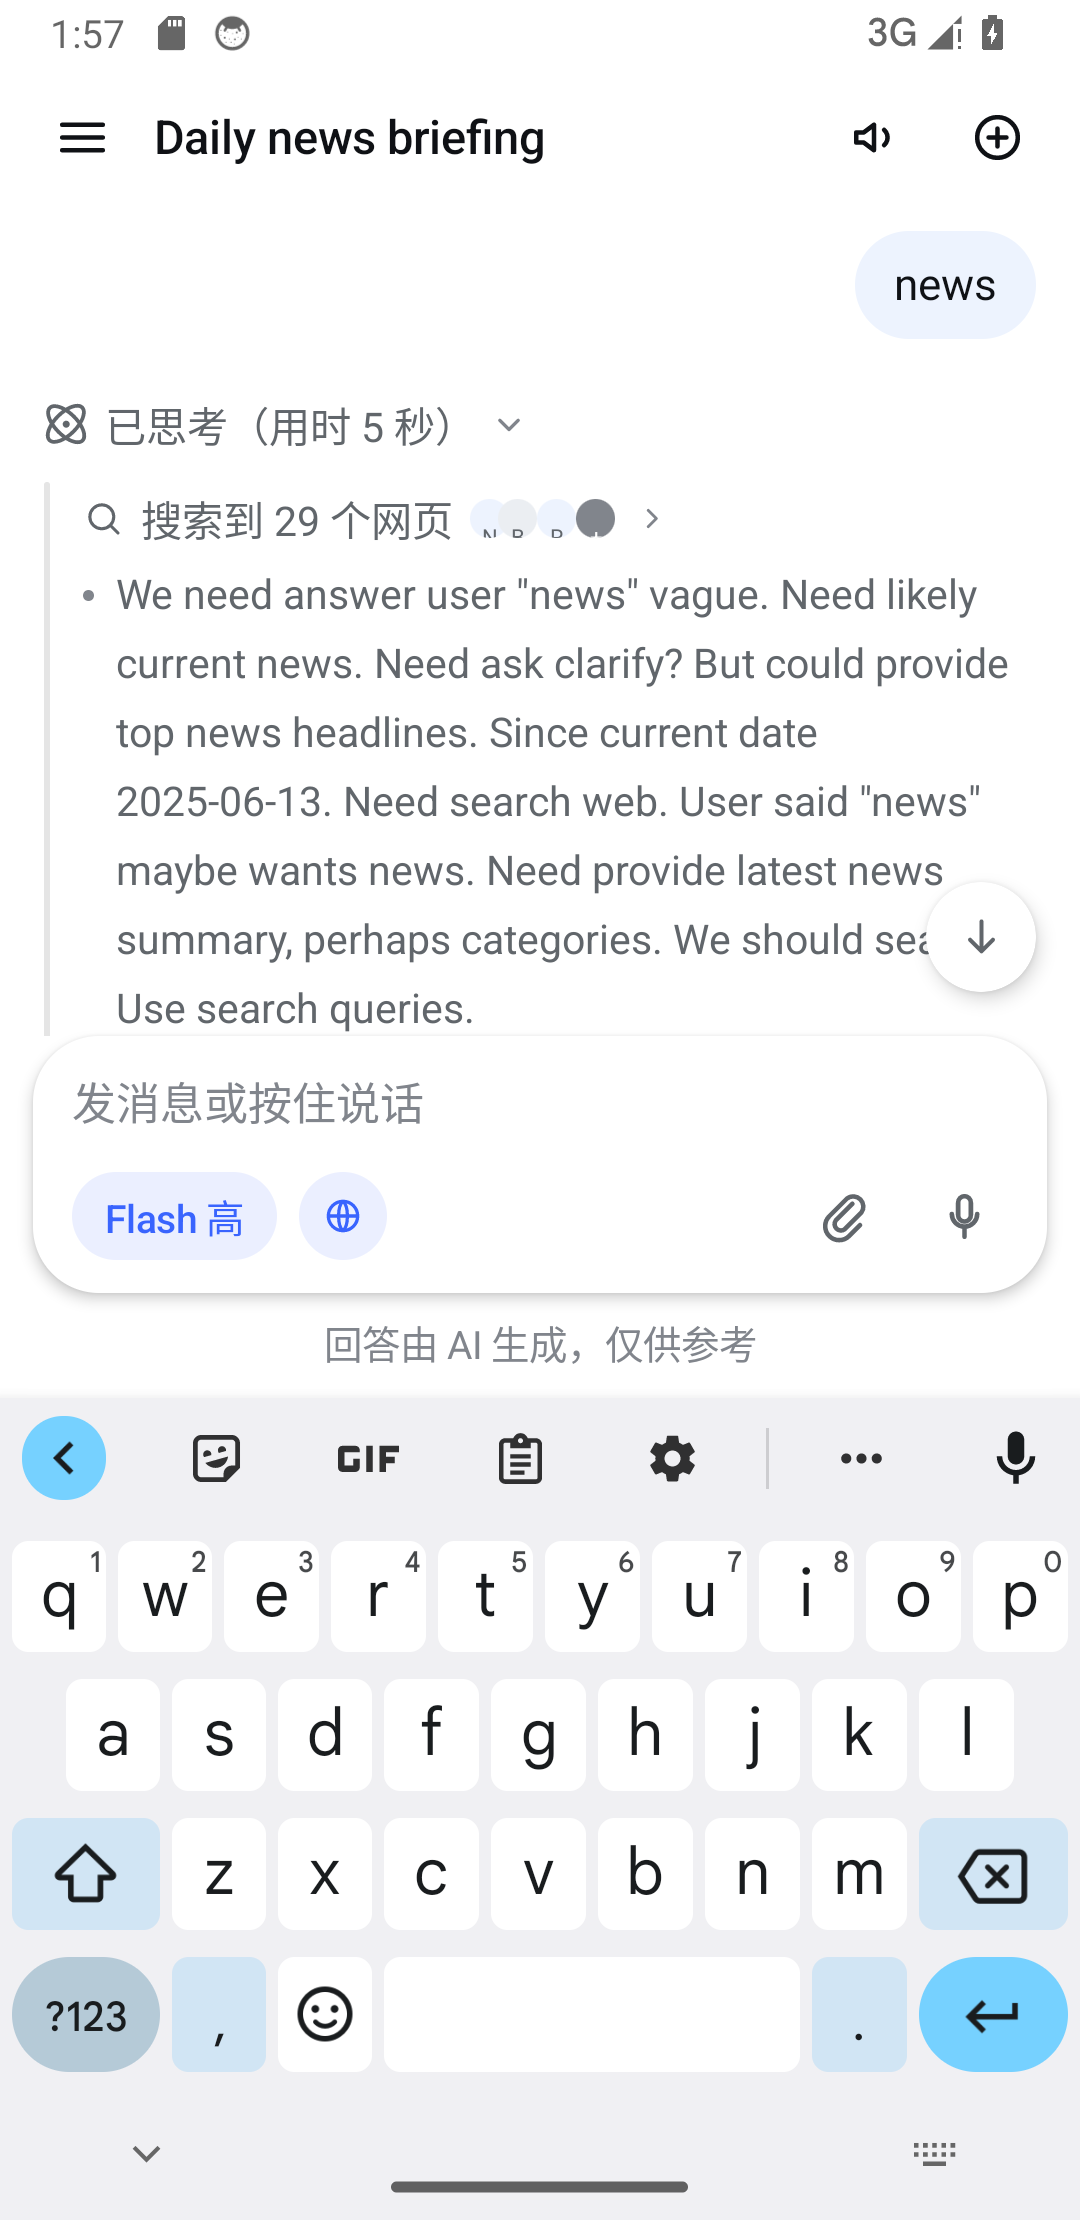 1:57
3G
Daily news briefing
news
已思考（用时 5 秒）
搜索到 29 个网页
We need answer user "news" vague. Need likely
current news. Need ask clarify? But could provide
top news headlines. Since current date
2025-06-13. Need search web. User said "news"
maybe wants news. Need provide latest news
summary, perhaps categories. We should
Use search queries.
发消息或按住说话
Flash 高
回答由 AI 生成，仅供参考
GIF
q 1 w 2 e 3 r 4 t 5 y 6 u 7 i 8 o 9 p 0
a s d f g h j k l
z x c v b n m
?123 , .